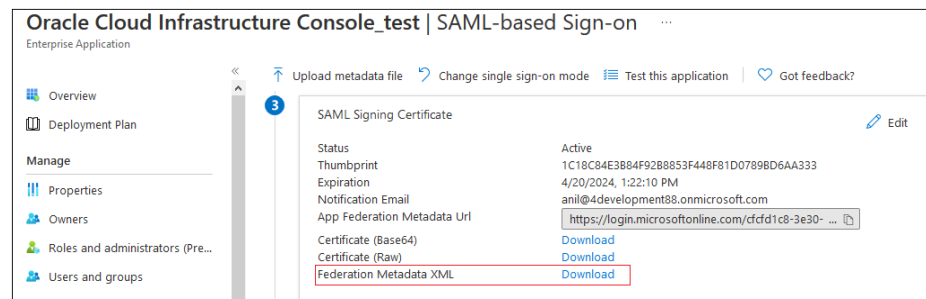 Oracle Cloud Infrastructure Console_test | SAML-based Sign-on ...
Enterprise Application
Upload metadata file Change single sign-on mode Test this application Got feedback?
Overview
Deployment Plan
Manage
Properties
Owners
Roles and administrators (Pre...
Users and groups
3
SAML Signing Certificate
Edit
Status Active
Thumbprint 1C18C84E3B84F92B8853F448F81D0789BD6AA333
Expiration 4/20/2024, 1:22:10 PM
Notification Email anil@4development88.onmicrosoft.com
App Federation Metadata Url https://login.microsoftonline.com/cfcfd1c8-3e30- ...
Certificate (Base64) Download
Certificate (Raw) Download
Federation Metadata XML Download